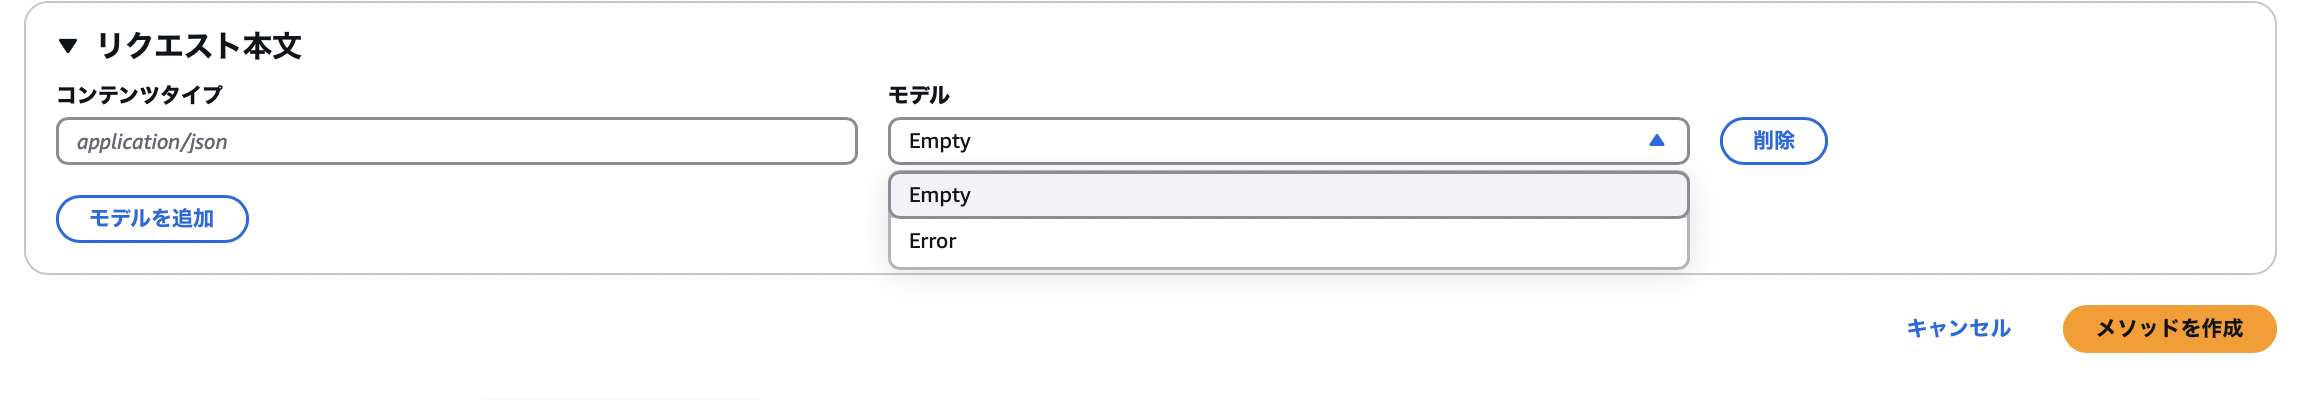 ▼ リクエスト本文
コンテンツタイプ
application/json
モデル
Empty
削除
Empty
Error
モデルを追加
キャンセル
メソッドを作成